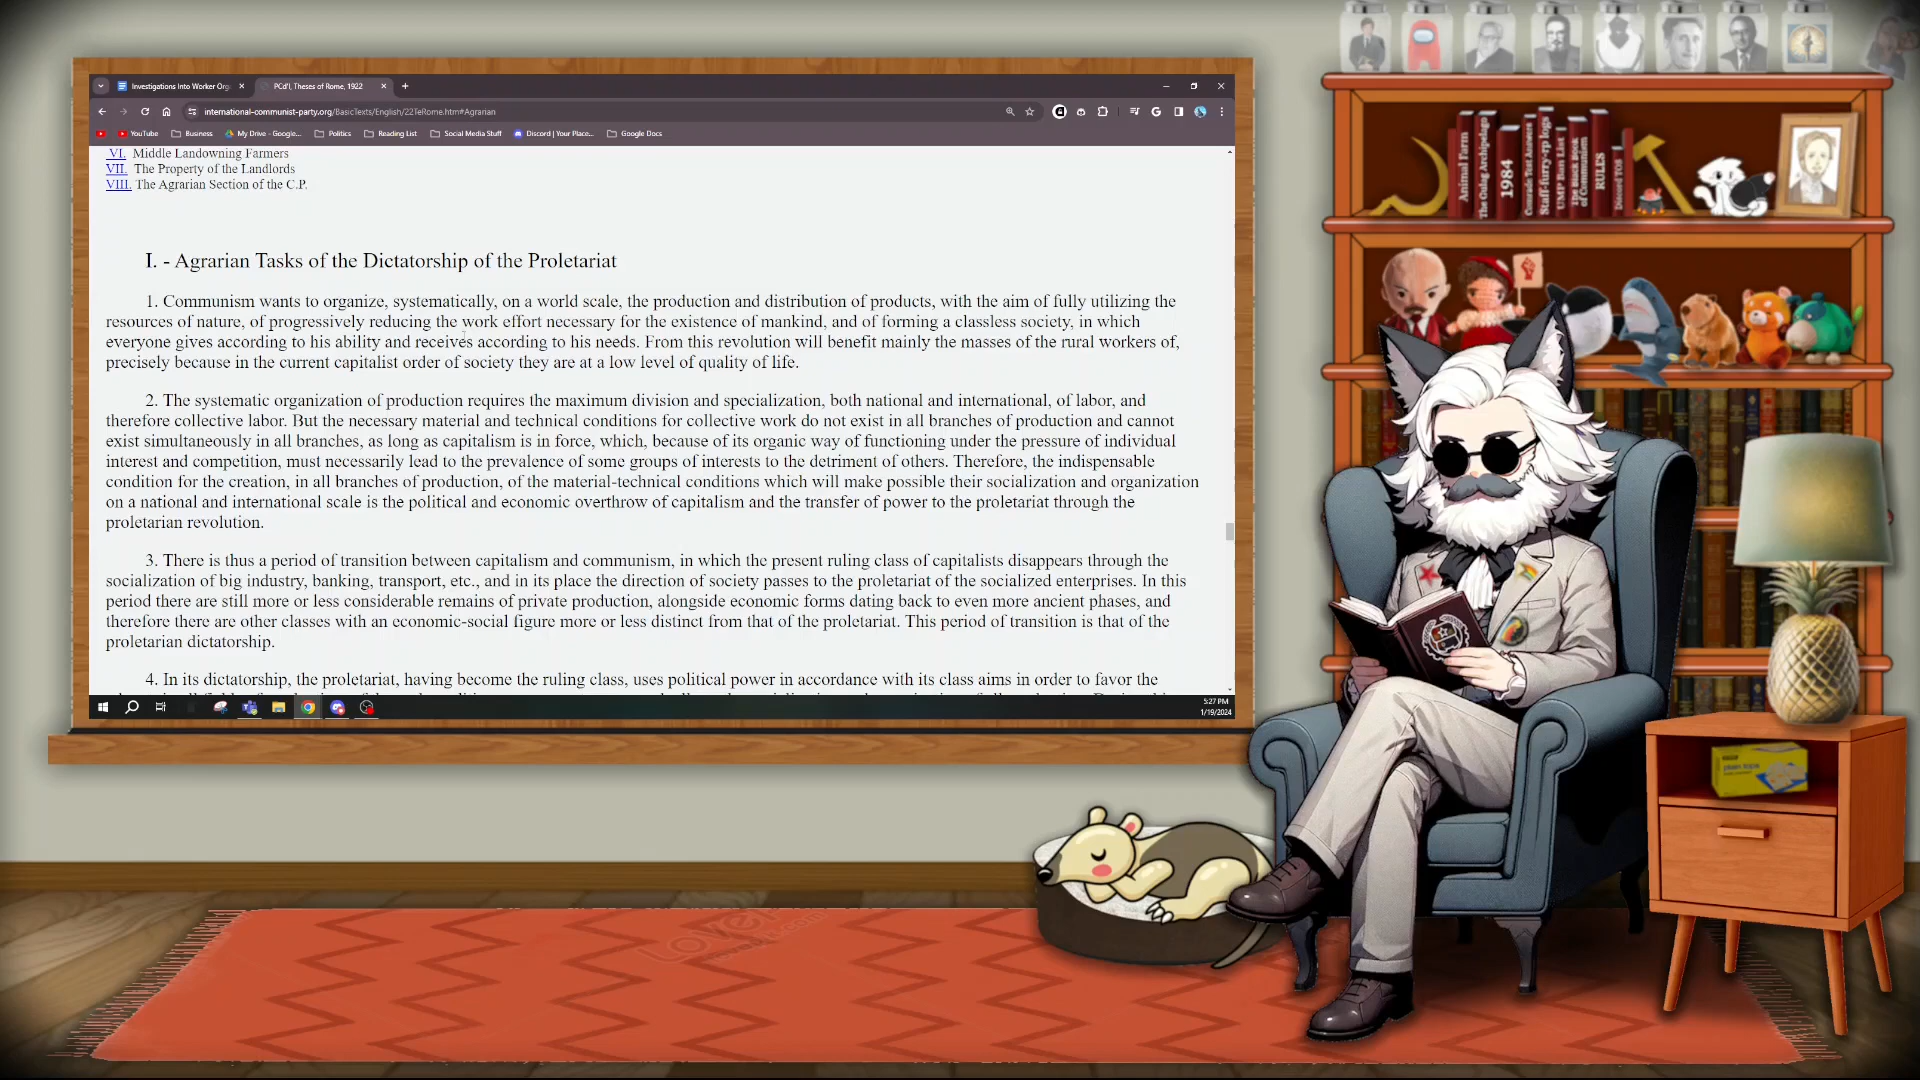 Investigations Into Worker Org
PCd'I, Theses of Rome, 1922
international-communist-party.org/BasicTexts/English/22TeRome.htm#Agrarian
YouTube Business My Drive - Google... Politics Reading List Social Media Stuff Discord | Your Place... Google Docs
VI. Middle Landowning Farmers
VII. The Property of the Landlords
VIII. The Agrarian Section of the C.P.
I. - Agrarian Tasks of the Dictatorship of the Proletariat
1. Communism wants to organize, systematically, on a world scale, the production and distribution of products, with the aim of fully utilizing the
resources of nature, of progressively reducing the work effort necessary for the existence of mankind, and of forming a classless society, in which
everyone gives according to his ability and receives according to his needs. From this revolution will benefit mainly the masses of the rural workers of,
precisely because in the current capitalist order of society they are at a low level of quality of life.
2. The systematic organization of production requires the maximum division and specialization, both national and international, of labor, and
therefore collective labor. But the necessary material and technical conditions for collective work do not exist in all branches of production and cannot
exist simultaneously in all branches, as long as capitalism is in force, which, because of its organic way of functioning under the pressure of individual
interest and competition, must necessarily lead to the prevalence of some groups of interests to the detriment of others. Therefore, the indispensable
condition for the creation, in all branches of production, of the material-technical conditions which will make possible their socialization and organization
on a national and international scale is the political and economic overthrow of capitalism and the transfer of power to the proletariat through the
proletarian revolution.
3. There is thus a period of transition between capitalism and communism, in which the present ruling class of capitalists disappears through the
socialization of big industry, banking, transport, etc., and in its place the direction of society passes to the proletariat of the socialized enterprises. In this
period there are still more or less considerable remains of private production, alongside economic forms dating back to even more ancient phases, and
therefore there are other classes with an economic-social figure more or less distinct from that of the proletariat. This period of transition is that of the
proletarian dictatorship.
4. In its dictatorship, the proletariat, having become the ruling class, uses political power in accordance with its class aims in order to favor the
5:27 PM
1/19/2024
Animal Farm
The Gulag Archipelago
1984
Staff-furry-rp logs
UMP Ban List
The Black Book of Communism
RULES
Discord TOS